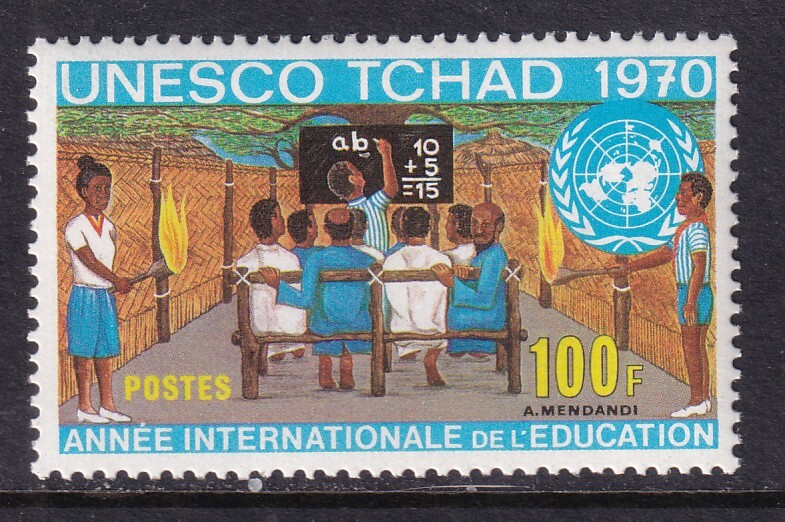 UNESCO TCHAD 1970
ab
10
+ 5
=15
POSTES
100F
A. MENDANDI
ANNÉE INTERNATIONALE DE L'EDUCATION